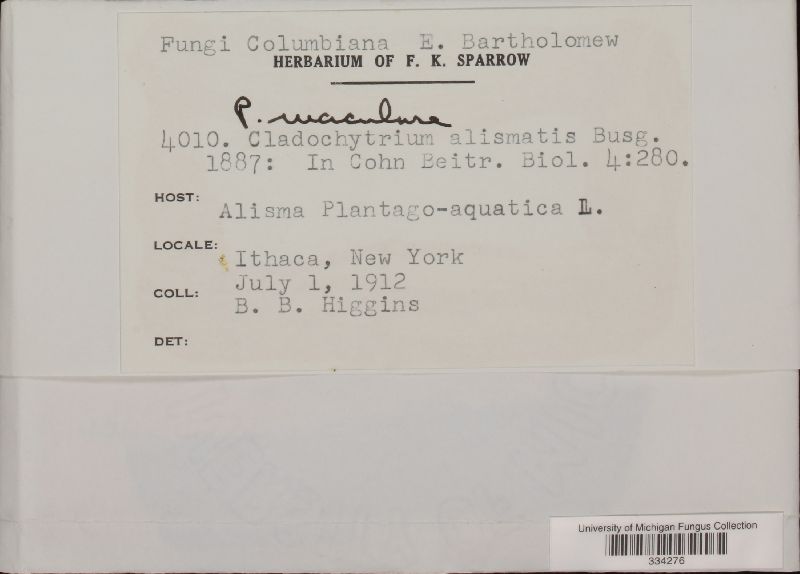 Fungi Columbiana E. Bartholomew
HERBARIUM OF F. K. SPARROW
P. maculare
4010. Cladochytrium alismatis Busg.
1887: In Cohn Beitr. Biol. 4:280.
HOST: Alisma Plantago-aquatica L.
LOCALE: Ithaca, New York
July 1, 1912
COLL: B. B. Higgins
DET:
University of Michigan Fungus Collection
334276